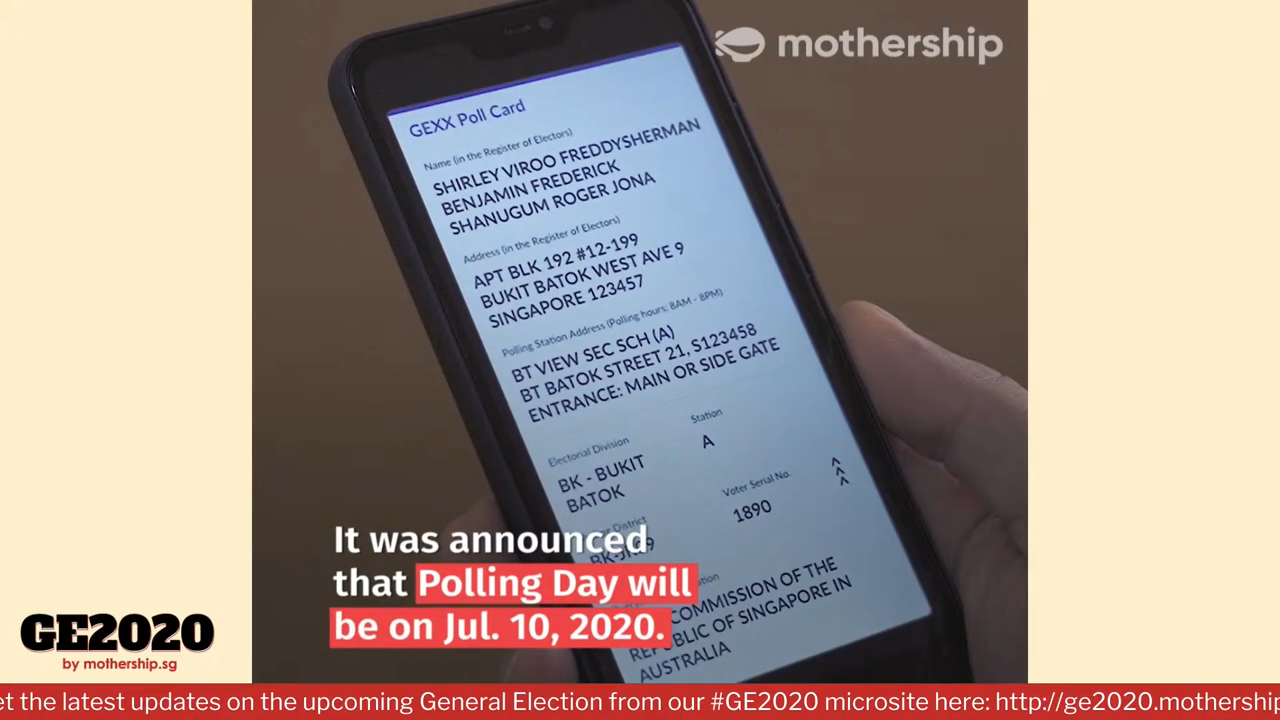 mothership
GEXX Poll Card
Name (in the Register of Electors)
SHIRLEY VIROO FREDDYSHERMAN
BENJAMIN FREDERICK
SHANUGUM ROGER JONA
Address (in the Register of Electors)
APT BLK 192 #12-199
BUKIT BATOK WEST AVE 9
SINGAPORE 123457
Polling Station Address (Polling hours: 8AM - 8PM)
BT VIEW SEC SCH (A)
BT BATOK STREET 21, S123458
ENTRANCE: MAIN OR SIDE GATE
Electorial Division
Station
BK - BUKIT
BATOK
A
Voter Serial No.
1890
District
COMMISSION OF THE
REPUBLIC OF SINGAPORE IN
AUSTRALIA
It was announced
that Polling Day will
be on Jul. 10, 2020.
GE2020
by mothership.sg
et the latest updates on the upcoming General Election from our #GE2020 microsite here: http://ge2020.mothership